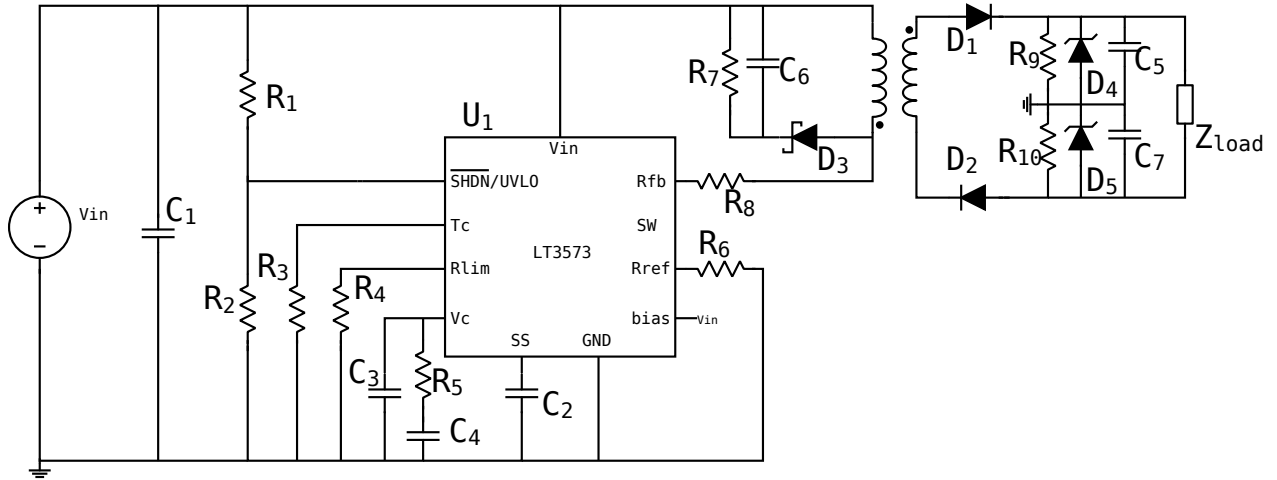 D1
R9
D4
C5
R7
C6
R1
U1
Vin
D3
D2
R10
D5
C7
Zload
SHDN/UVLO
Rfb
R8
Vin
C1
Tc
SW
R6
LT3573
R3
R2
R4
Rlim
Rref
Vc
bias
Vin
SS
GND
C3
R5
C2
C4